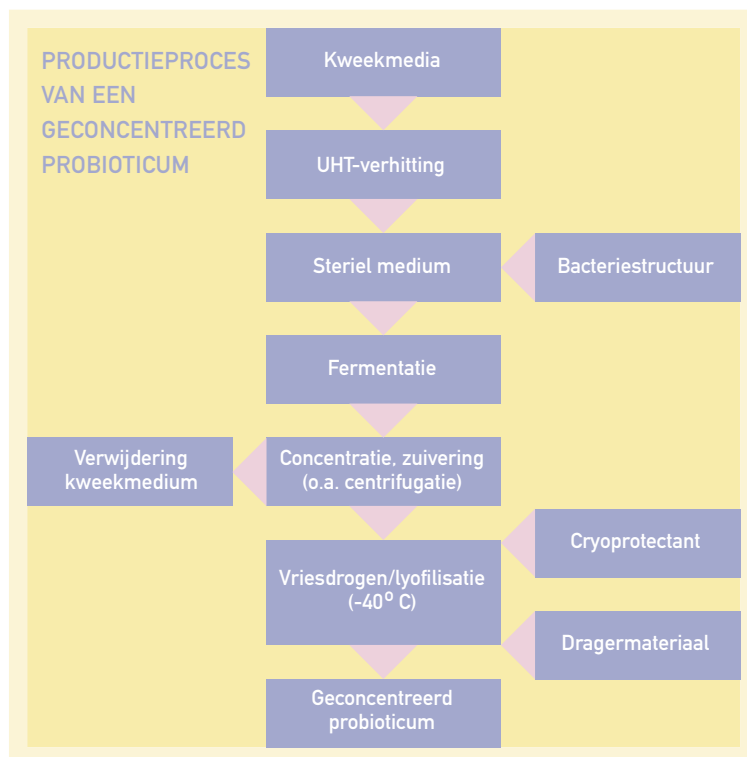 PRODUCTIEPROCES
VAN EEN
GECONCENTREERD
PROBIOTICUM
Kweekmedia
UHT-verhitting
Steriel medium
Bacteriestructuur
Fermentatie
Verwijdering
kweekmedium
Concentratie, zuivering
(o.a. centrifugatie)
Cryoprotectant
Vriesdrogen/lyofilisatie
(-40º C)
Dragermateriaal
Geconcentreerd
probioticum